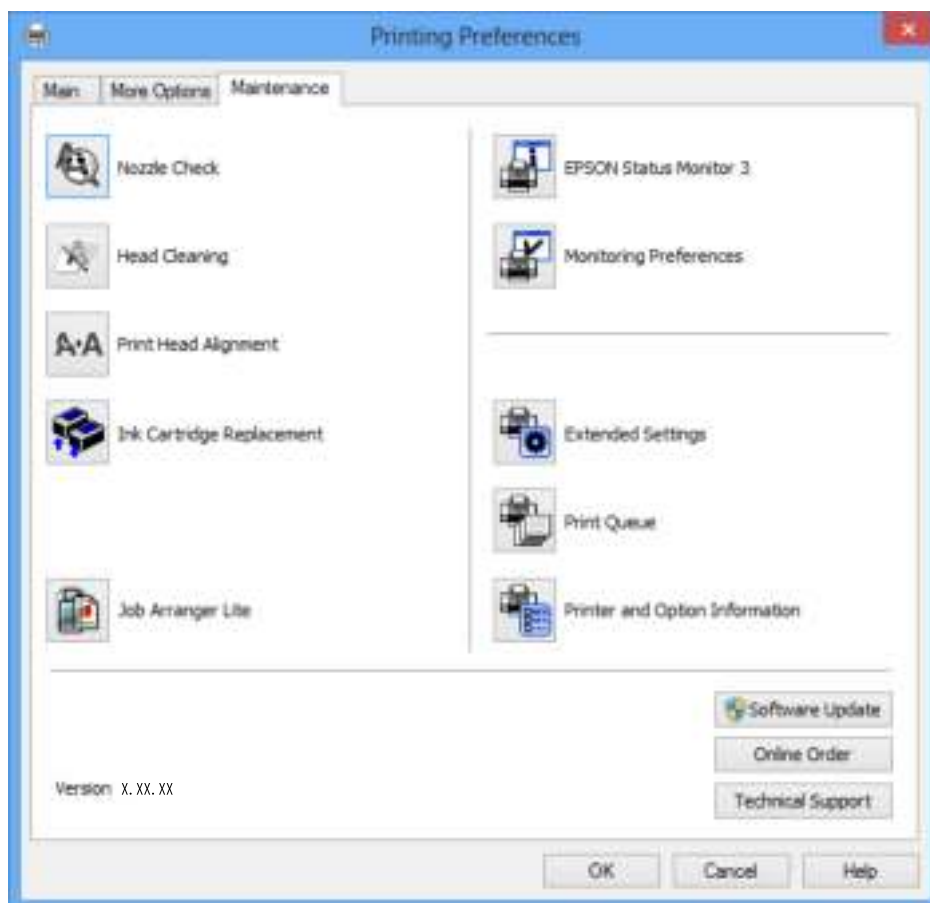 Printing Preferences
Main
More Options
Maintenance
Nozzle Check
Head Cleaning
A·A Print Head Alignment
Ink Cartridge Replacement
Job Arranger Lite
EPSON Status Monitor 3
Monitoring Preferences
Extended Settings
Print Queue
Printer and Option Information
Software Update
Online Order
Version X.XX.XX
Technical Support
OK
Cancel
Help